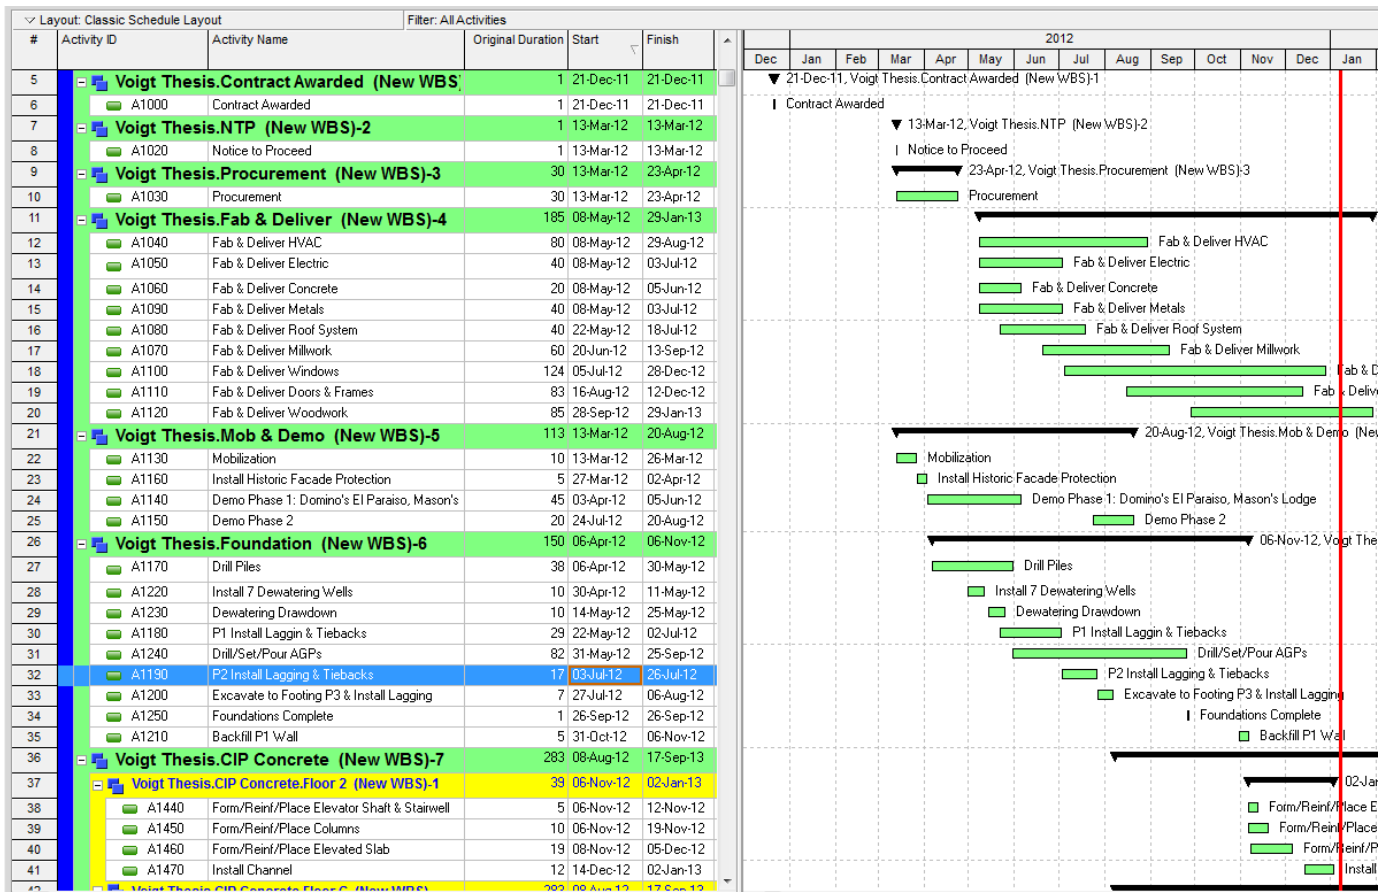 Layout: Classic Schedule Layout Filter: All Activities
# Activity ID Activity Name Original Duration Start Finish 2012
Dec Jan Feb Mar Apr May Jun Jul Aug Sep Oct Nov Dec Jan
5 Voigt Thesis.Contract Awarded (New WBS) 1 21-Dec-11 21-Dec-11 21-Dec-11, Voigt Thesis.Contract Awarded (New WBS)-1
6 A1000 Contract Awarded 1 21-Dec-11 21-Dec-11 Contract Awarded
7 Voigt Thesis.NTP (New WBS)-2 1 13-Mar-12 13-Mar-12 13-Mar-12, Voigt Thesis.NTP (New WBS)-2
8 A1020 Notice to Proceed 1 13-Mar-12 13-Mar-12 Notice to Proceed
9 Voigt Thesis.Procurement (New WBS)-3 30 13-Mar-12 23-Apr-12 23-Apr-12, Voigt Thesis.Procurement (New WBS)-3
10 A1030 Procurement 30 13-Mar-12 23-Apr-12 Procurement
11 Voigt Thesis.Fab & Deliver (New WBS)-4 185 08-May-12 29-Jan-13
12 A1040 Fab & Deliver HVAC 80 08-May-12 29-Aug-12 Fab & Deliver HVAC
13 A1050 Fab & Deliver Electric 40 08-May-12 03-Jul-12 Fab & Deliver Electric
14 A1060 Fab & Deliver Concrete 20 08-May-12 05-Jun-12 Fab & Deliver Concrete
15 A1090 Fab & Deliver Metals 40 08-May-12 03-Jul-12 Fab & Deliver Metals
16 A1080 Fab & Deliver Roof System 40 22-May-12 18-Jul-12 Fab & Deliver Roof System
17 A1070 Fab & Deliver Millwork 60 20-Jun-12 13-Sep-12 Fab & Deliver Millwork
18 A1100 Fab & Deliver Windows 124 05-Jul-12 28-Dec-12 Fab & D
19 A1110 Fab & Deliver Doors & Frames 83 16-Aug-12 12-Dec-12 Fab & Delive
20 A1120 Fab & Deliver Woodwork 85 28-Sep-12 29-Jan-13
21 Voigt Thesis.Mob & Demo (New WBS)-5 113 13-Mar-12 20-Aug-12 20-Aug-12, Voigt Thesis.Mob & Demo (New
22 A1130 Mobilization 10 13-Mar-12 26-Mar-12 Mobilization
23 A1160 Install Historic Facade Protection 5 27-Mar-12 02-Apr-12 Install Historic Facade Protection
24 A1140 Demo Phase 1: Domino's El Paraiso, Mason's 45 03-Apr-12 05-Jun-12 Demo Phase 1: Domino's El Paraiso, Mason's Lodge
25 A1150 Demo Phase 2 20 24-Jul-12 20-Aug-12 Demo Phase 2
26 Voigt Thesis.Foundation (New WBS)-6 150 06-Apr-12 06-Nov-12 06-Nov-12, Voigt The
27 A1170 Drill Piles 38 06-Apr-12 30-May-12 Drill Piles
28 A1220 Install 7 Dewatering Wells 10 30-Apr-12 11-May-12 Install 7 Dewatering Wells
29 A1230 Dewatering Drawdown 10 14-May-12 25-May-12 Dewatering Drawdown
30 A1180 P1 Install Laggin & Tiebacks 29 22-May-12 02-Jul-12 P1 Install Laggin & Tiebacks
31 A1240 Drill/Set/Pour AGPs 82 31-May-12 25-Sep-12 Drill/Set/Pour AGPs
32 A1190 P2 Install Lagging & Tiebacks 17 03-Jul-12 26-Jul-12 P2 Install Lagging & Tiebacks
33 A1200 Excavate to Footing P3 & Install Lagging 7 27-Jul-12 06-Aug-12 Excavate to Footing P3 & Install Lagging
34 A1250 Foundations Complete 1 26-Sep-12 26-Sep-12 Foundations Complete
35 A1210 Backfill P1 Wall 5 31-Oct-12 06-Nov-12 Backfill P1 Wall
36 Voigt Thesis.CIP Concrete (New WBS)-7 283 08-Aug-12 17-Sep-13
37 Voigt Thesis.CIP Concrete.Floor 2 (New WBS)-1 39 06-Nov-12 02-Jan-13 02-Jan
38 A1440 Form/Reinf/Place Elevator Shaft & Stairwell 5 06-Nov-12 12-Nov-12 Form/Reinf/Place E
39 A1450 Form/Reinf/Place Columns 10 06-Nov-12 19-Nov-12 Form/Reinf/Place
40 A1460 Form/Reinf/Place Elevated Slab 19 08-Nov-12 05-Dec-12 Form/Reinf/P
41 A1470 Install Channel 12 14-Dec-12 02-Jan-13 Install